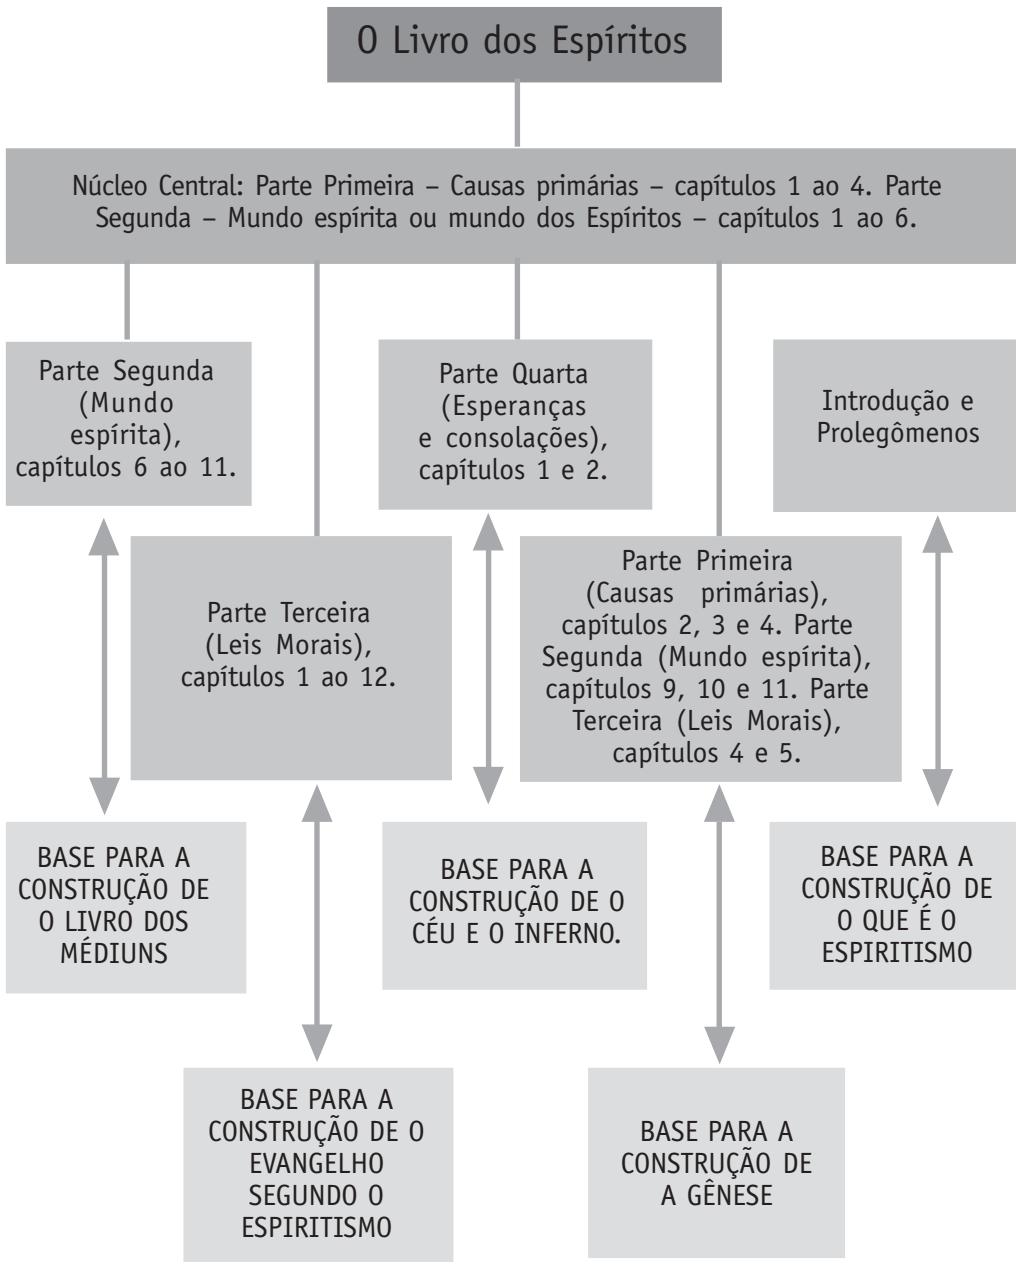 O Livro dos Espíritos
Núcleo Central: Parte Primeira – Causas primárias – capítulos 1 ao 4. Parte
Segunda – Mundo espírita ou mundo dos Espíritos – capítulos 1 ao 6.
Parte Segunda
(Mundo
espírita),
capítulos 6 ao 11.
Parte Quarta
(Esperanças
e consolações),
capítulos 1 e 2.
Introdução e
Prolegômenos
Parte Terceira
(Leis Morais),
capítulos 1 ao 12.
Parte Primeira
(Causas primárias),
capítulos 2, 3 e 4. Parte
Segunda (Mundo espírita),
capítulos 9, 10 e 11. Parte
Terceira (Leis Morais),
capítulos 4 e 5.
BASE PARA A
CONSTRUÇÃO DE
O LIVRO DOS
MÉDIUNS
BASE PARA A
CONSTRUÇÃO DE O
CÉU E O INFERNO.
BASE PARA A
CONSTRUÇÃO DE
O QUE É O
ESPIRITISMO
BASE PARA A
CONSTRUÇÃO DE O
EVANGELHO
SEGUNDO O
ESPIRITISMO
BASE PARA A
CONSTRUÇÃO DE
A GÊNESE